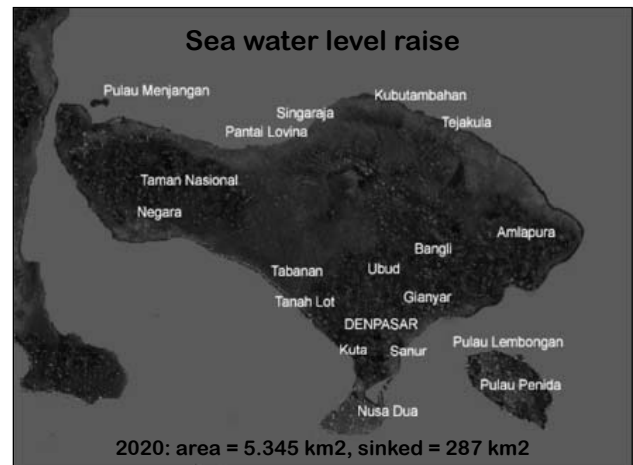 Sea water level raise
Pulau Menjangan
Kubutambahan
Singaraja
Tejakula
Pantai Lovina
Taman Nasional
Negara
Amlapura
Bangli
Tabanan
Ubud
Tanah Lot
Gianyar
DENPASAR
Pulau Lembongan
Kuta
Sanur
Pulau Penida
Nusa Dua
2020: area = 5.345 km2, sinked = 287 km2